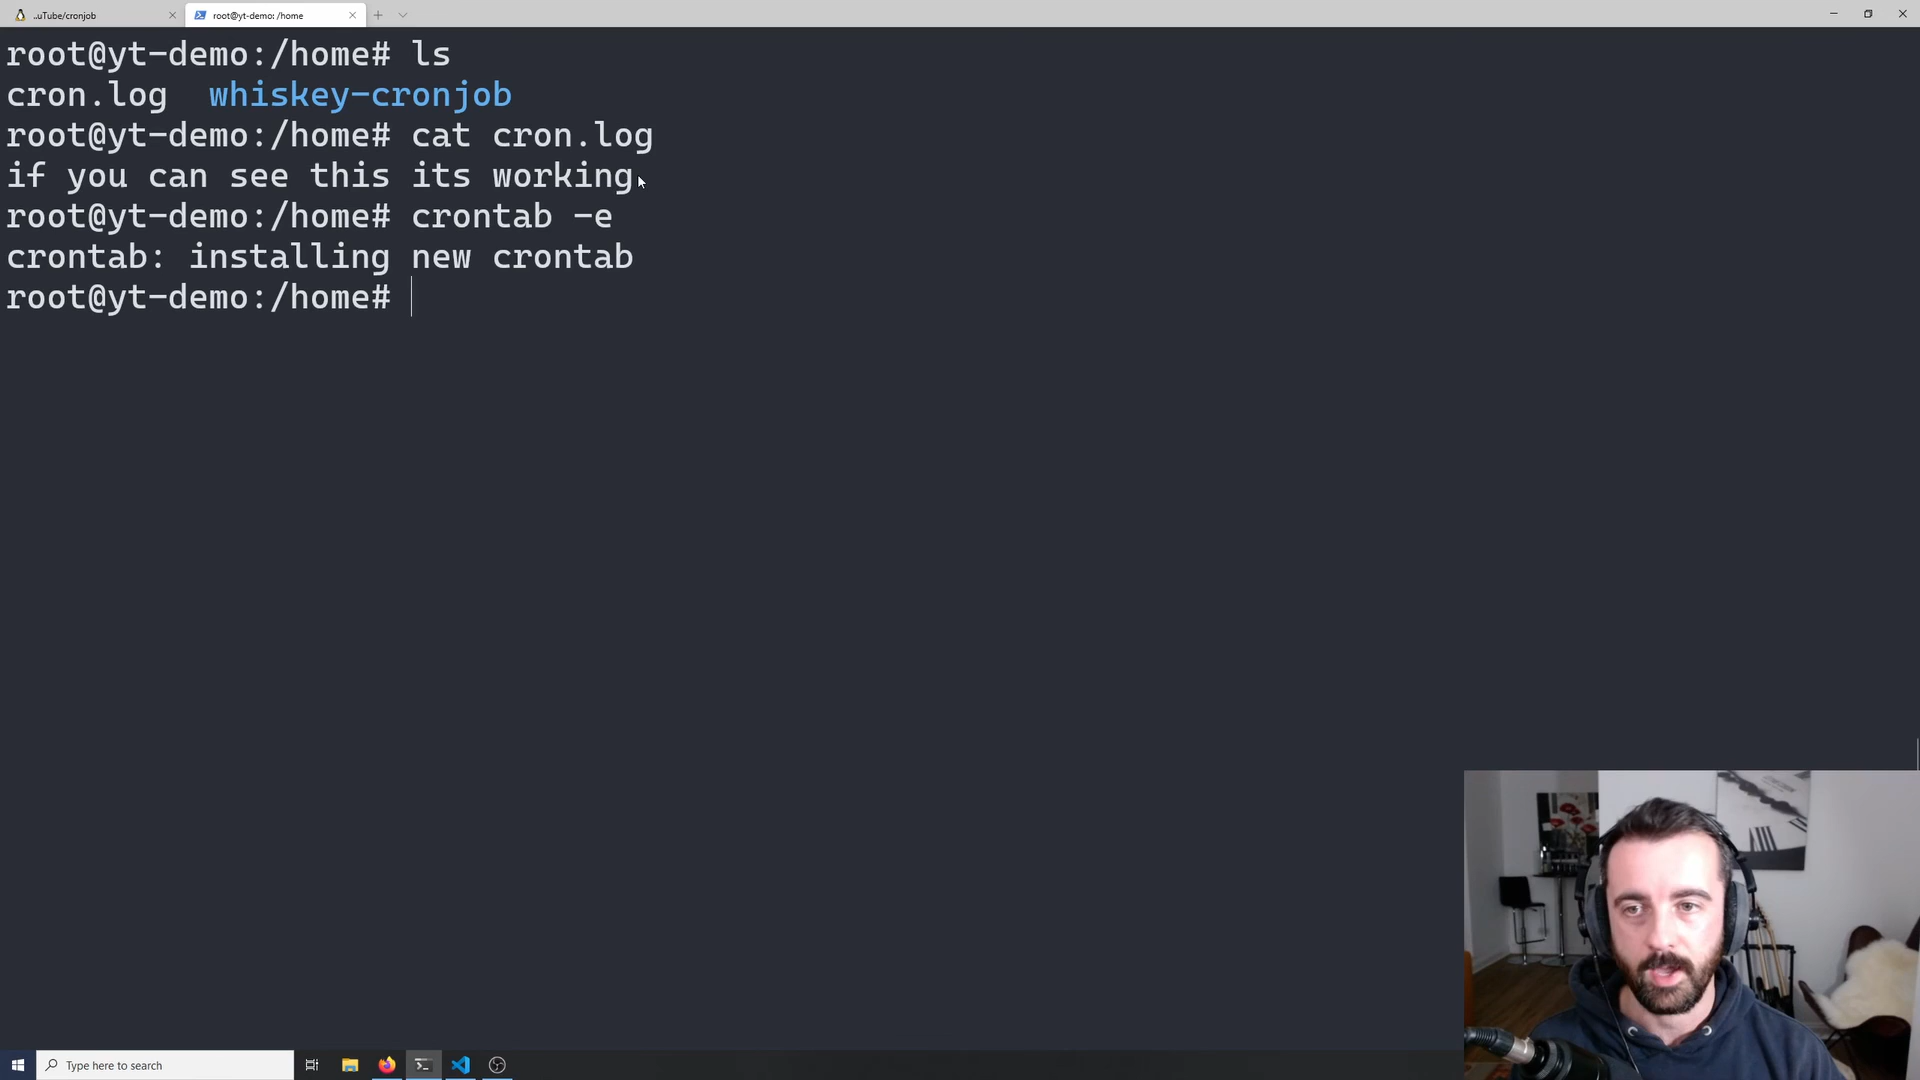 ..uTube/cronjob
root@yt-demo: /home
root@yt-demo:/home# ls
cron.log whiskey-cronjob
root@yt-demo:/home# cat cron.log
if you can see this its working
root@yt-demo:/home# crontab -e
crontab: installing new crontab
root@yt-demo:/home#
Type here to search